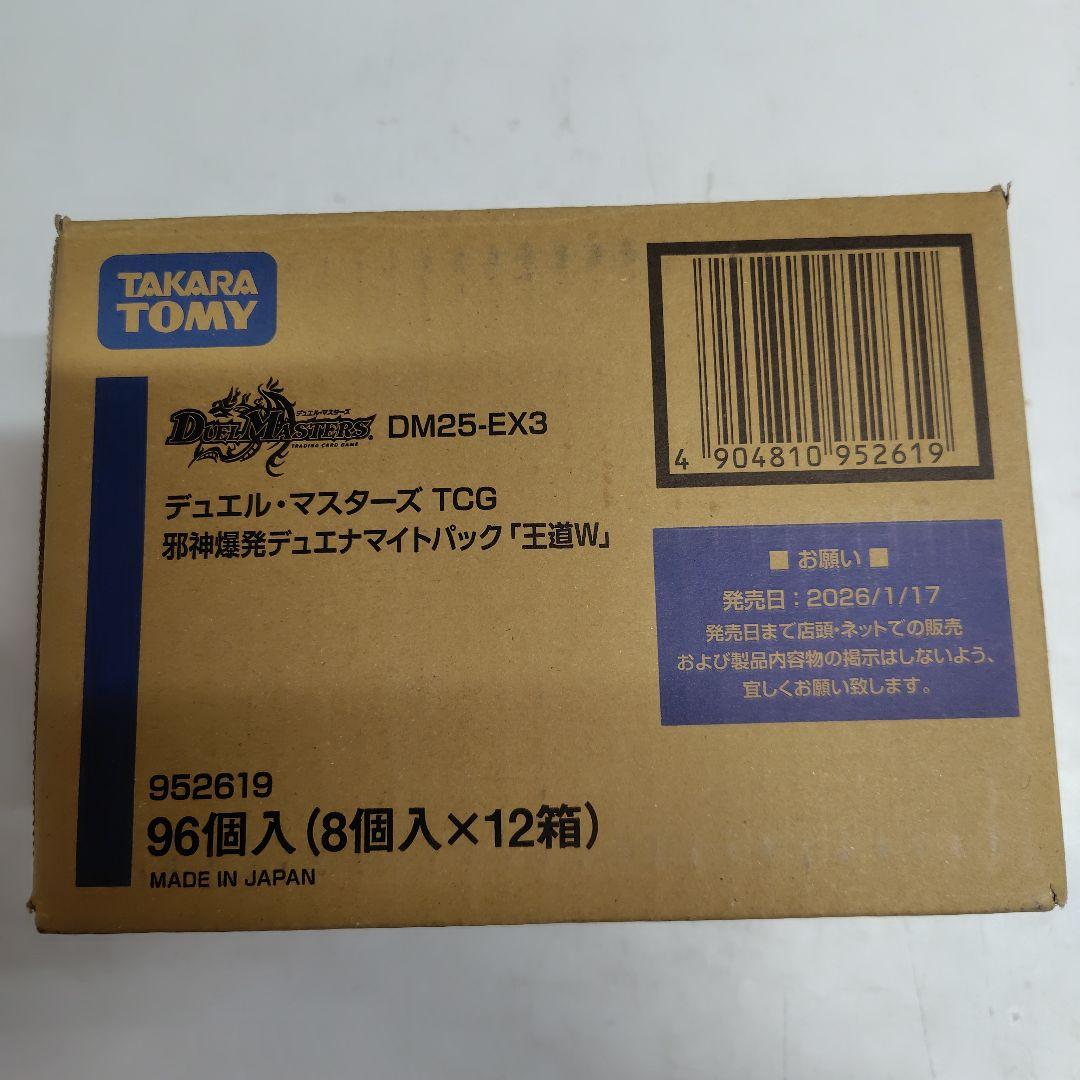 TAKARA
TOMY
デュエル・マスターズ
DUEL MASTERS
TRADING CARD GAME
DM25-EX3
デュエル・マスターズ TCG
邪神爆発デュエナマイトパック「王道W」
4 904810 952619
■ お願い ■
発売日：2026/1/17
発売日まで店頭・ネットでの販売
および製品内容物の掲示はしないよう、
宜しくお願い致します。
952619
96個入（8個入×12箱）
MADE IN JAPAN